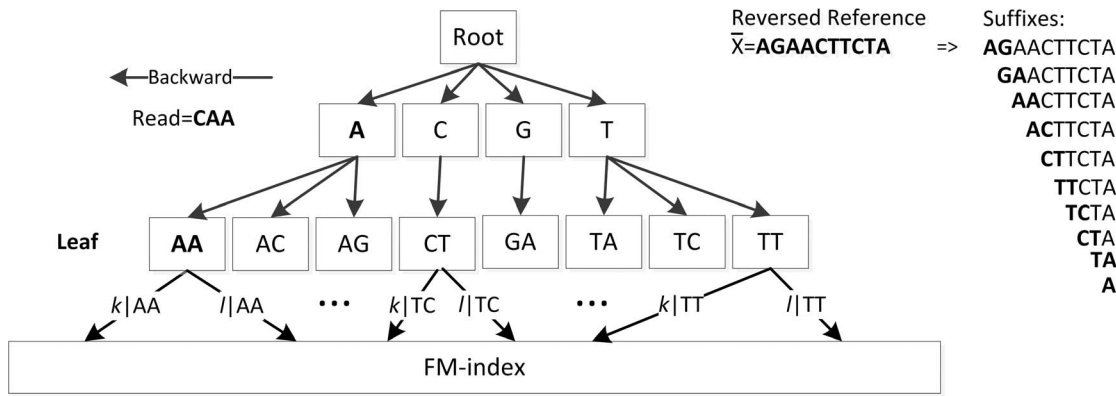 Root
Backward
Read=CAA
A C G T
Leaf AA AC AG CT GA TA TC TT
k|AA l|AA ••• k|TC l|TC ••• k|TT l|TT
FM-index
Reversed Reference
X̅=AGAACTTCTA =>
Suffixes:
AGAACTTCTA
GAACTTCTA
AACTTCTA
ACTTCTA
CTTCTA
TTCTA
TCTA
CTA
TA
A